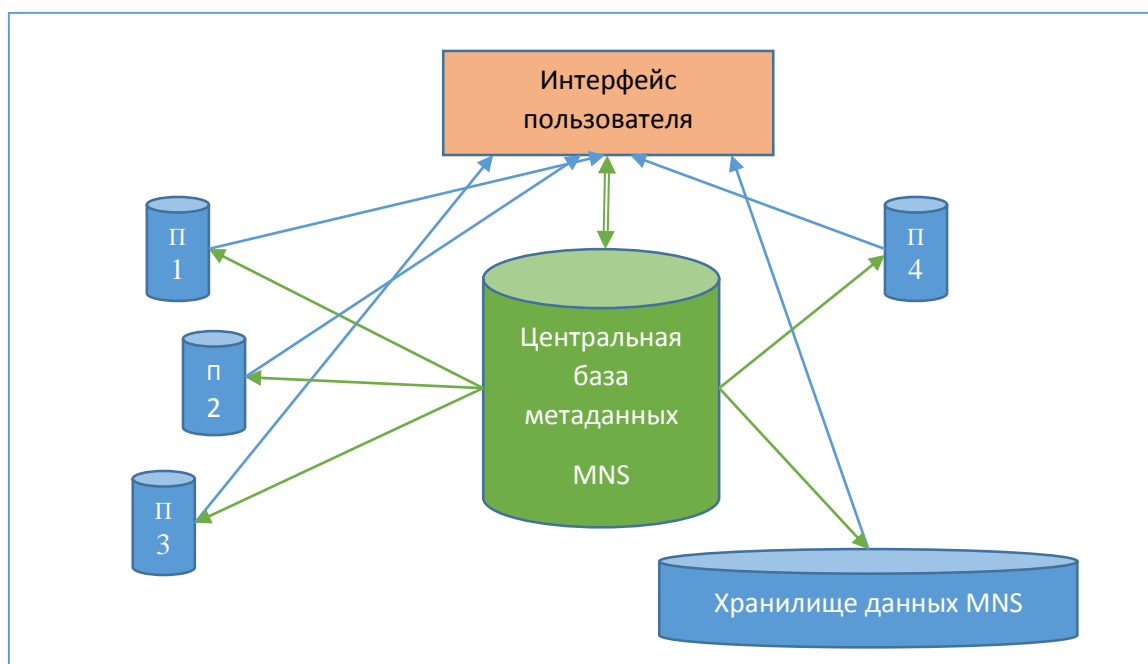 Интерфейс
пользователя
П
1
П
4
Центральная
база
метаданных
MNS
П
2
П
3
Хранилище данных MNS